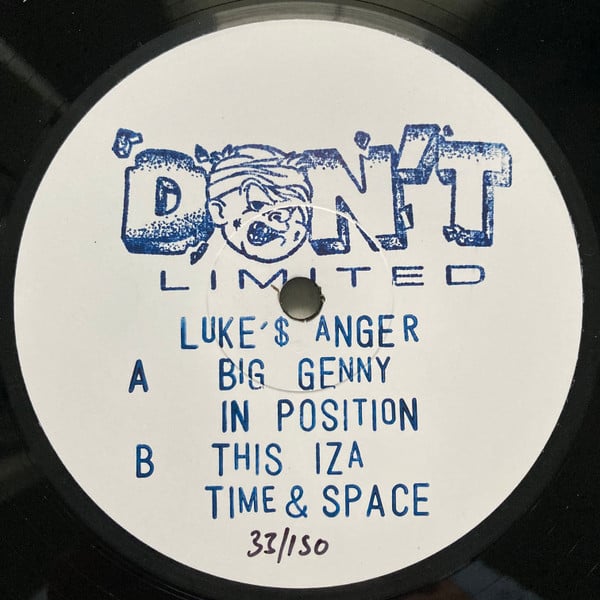 DON'T
LIMITED
LUKE'$ ANGER
A BIG GENNY
IN POSITION
B THIS IZA
TIME & SPACE
33/150